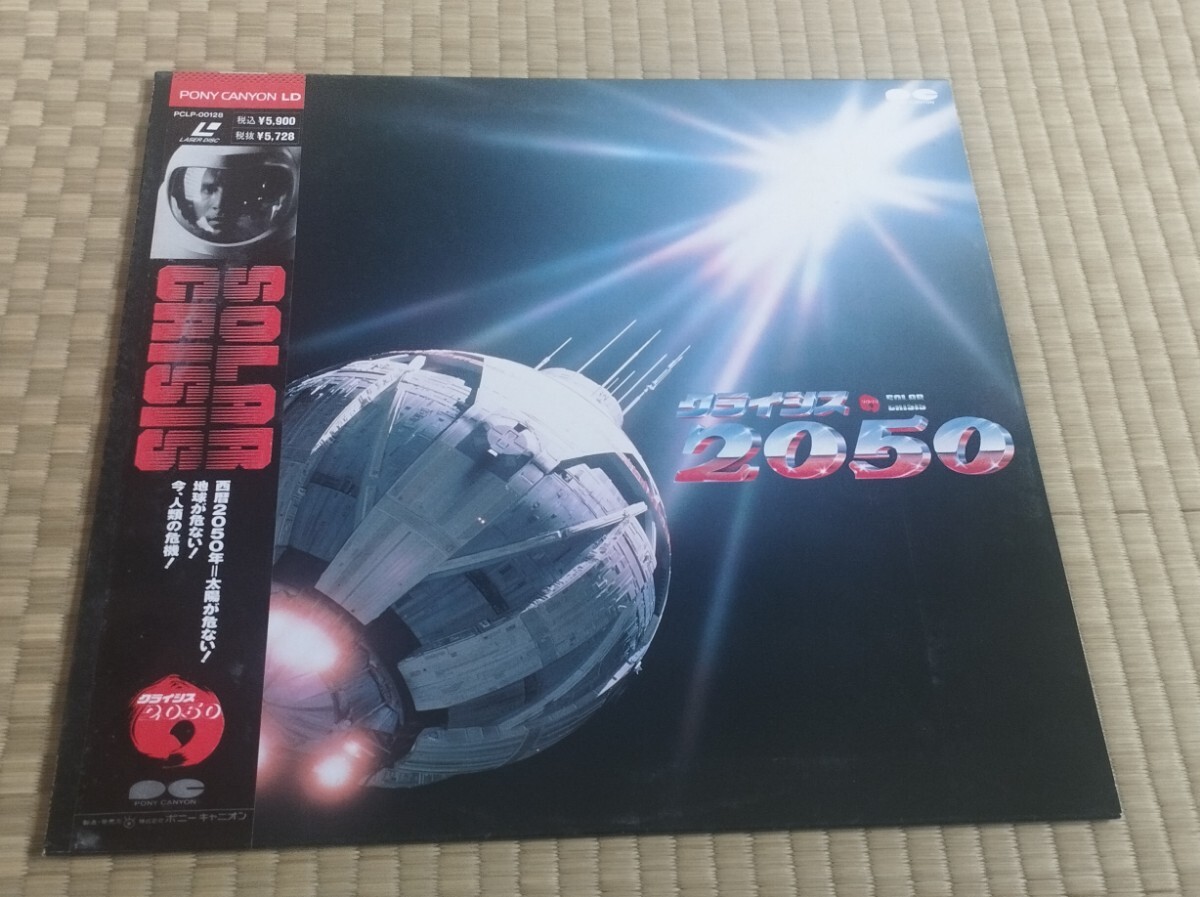 PONY CANYON LD
PCLP-00128
LASER DISC
税込 ¥5,900
税抜 ¥5,728
SOLAR
CRISIS
西暦2050年=太陽が危ない!
地球が危ない!
今、人類の危機!
クライシス
2050
PONY CANYON
株式会社 ポニーキャニオン
クライシス
SOLAR
CRISIS
2050